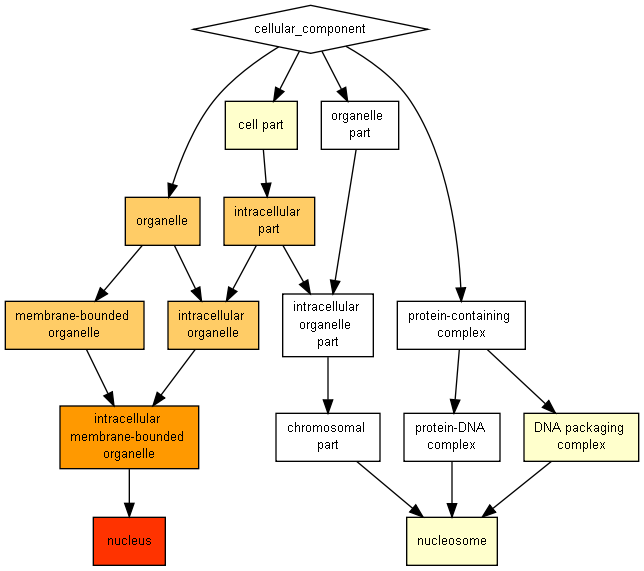 cellular_component
cell part
organelle
part
organelle
intracellular
part
membrane-bounded
organelle
intracellular
organelle
intracellular
organelle
part
protein-containing
complex
intracellular
membrane-bounded
organelle
chromosomal
part
protein-DNA
complex
DNA packaging
complex
nucleus
nucleosome